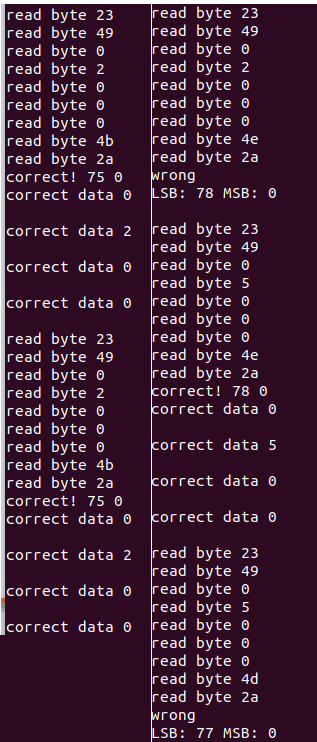 read byte 23
read byte 49
read byte 0
read byte 2
read byte 0
read byte 0
read byte 0
read byte 4b
read byte 2a
correct! 75 0
correct data 0
correct data 2
correct data 0
correct data 0
read byte 23
read byte 49
read byte 0
read byte 2
read byte 0
read byte 0
read byte 0
read byte 4b
read byte 2a
correct! 75 0
correct data 0
correct data 2
correct data 0
correct data 0
read byte 23
read byte 49
read byte 0
read byte 2
read byte 0
read byte 0
read byte 0
read byte 4e
read byte 2a
wrong
LSB: 78 MSB: 0
read byte 23
read byte 49
read byte 0
read byte 5
read byte 0
read byte 0
read byte 0
read byte 4e
read byte 2a
correct! 78 0
correct data 0
correct data 5
correct data 0
correct data 0
read byte 23
read byte 49
read byte 0
read byte 5
read byte 0
read byte 0
read byte 0
read byte 4d
read byte 2a
wrong
LSB: 77 MSB: 0